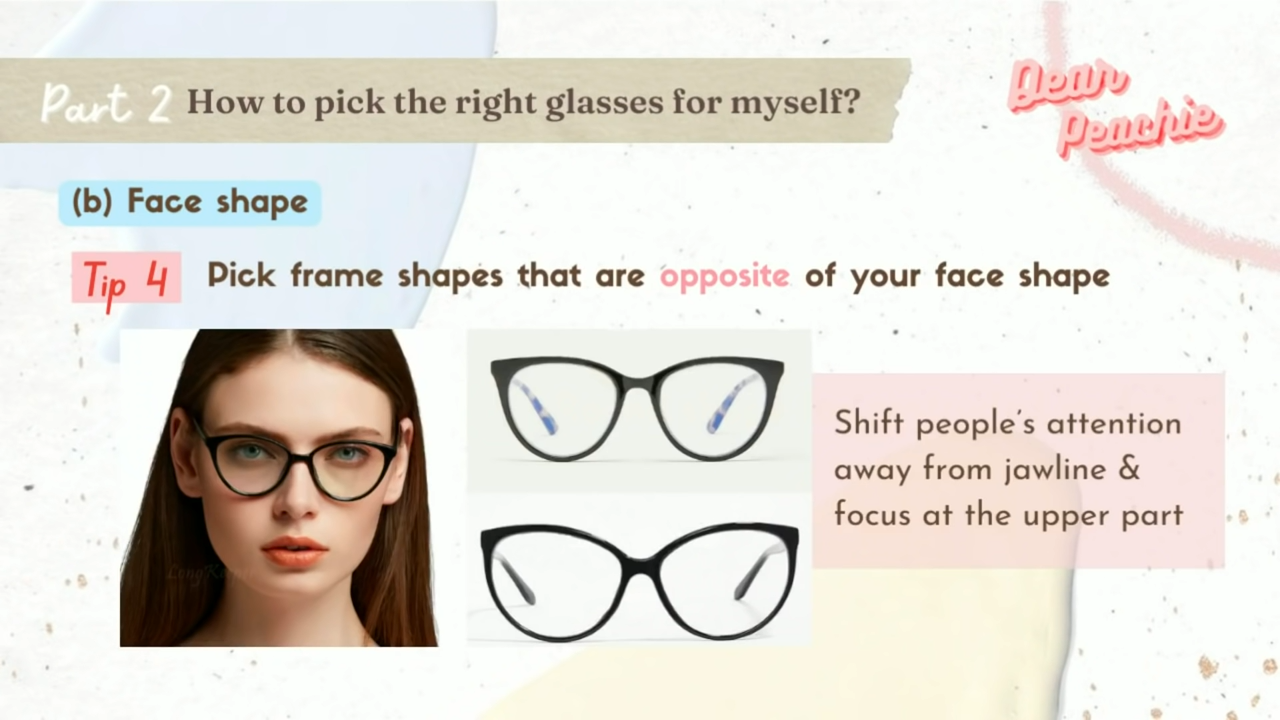 Part 2 How to pick the right glasses for myself?
Dear
Peachie
(b) Face shape
Tip 4 Pick frame shapes that are opposite of your face shape
Shift people's attention
away from jawline &
focus at the upper part